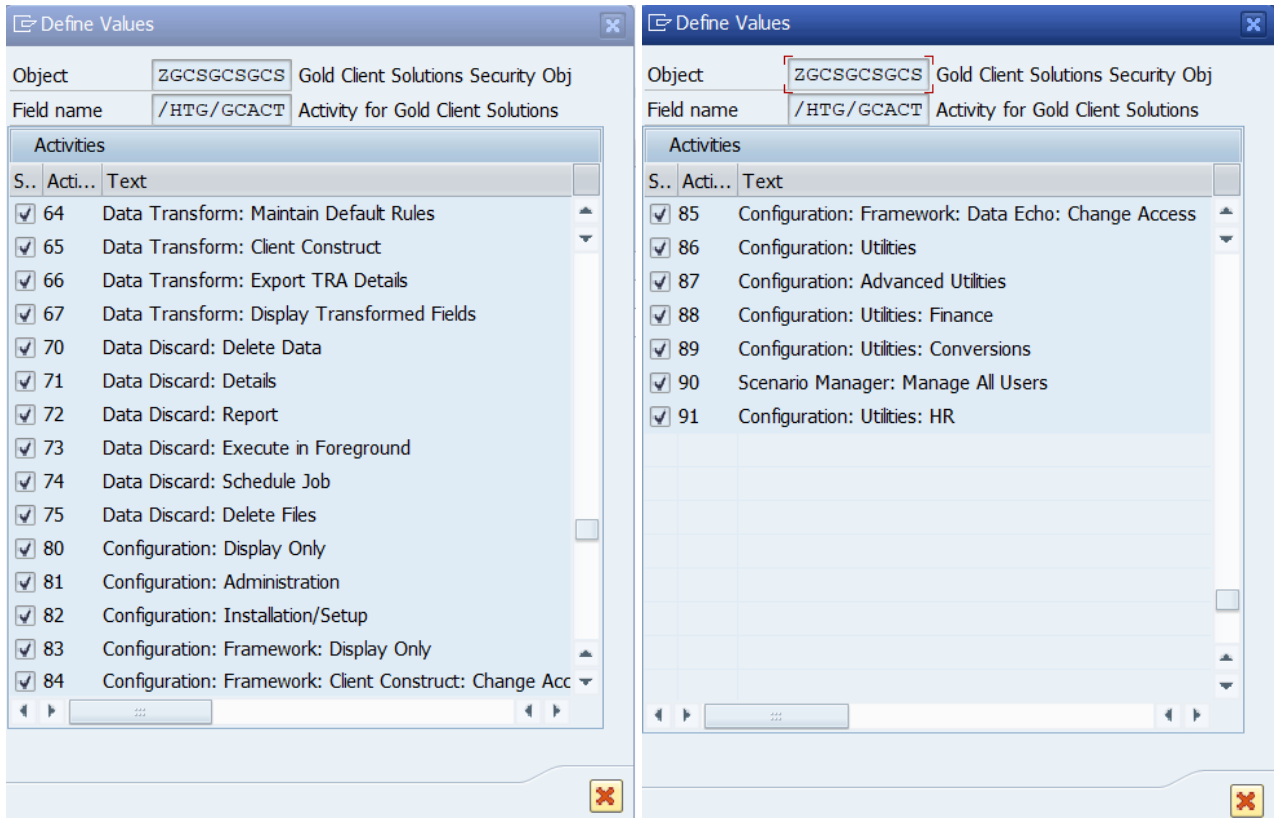 Define Values
Object ZGCSGCSGCS Gold Client Solutions Security Obj
Field name /HTG/GCACT Activity for Gold Client Solutions
Activities
S.. Acti... Text
64 Data Transform: Maintain Default Rules
65 Data Transform: Client Construct
66 Data Transform: Export TRA Details
67 Data Transform: Display Transformed Fields
70 Data Discard: Delete Data
71 Data Discard: Details
72 Data Discard: Report
73 Data Discard: Execute in Foreground
74 Data Discard: Schedule Job
75 Data Discard: Delete Files
80 Configuration: Display Only
81 Configuration: Administration
82 Configuration: Installation/Setup
83 Configuration: Framework: Display Only
84 Configuration: Framework: Client Construct: Change Acc
Define Values
Object ZGCSGCSGCS Gold Client Solutions Security Obj
Field name /HTG/GCACT Activity for Gold Client Solutions
Activities
S.. Acti... Text
85 Configuration: Framework: Data Echo: Change Access
86 Configuration: Utilities
87 Configuration: Advanced Utilities
88 Configuration: Utilities: Finance
89 Configuration: Utilities: Conversions
90 Scenario Manager: Manage All Users
91 Configuration: Utilities: HR